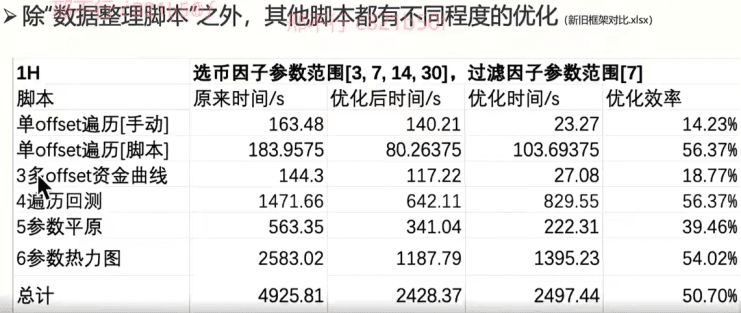 ➢ 除"数据整理脚本"之外，其他脚本都有不同程度的优化 (新旧框架对比.xlsx)
1H 选币因子参数范围[3, 7, 14, 30]，过滤因子参数范围[7]
脚本 原来时间/s 优化后时间/s 优化时间/s 优化效率
单offset遍历[手动] 163.48 140.21 23.27 14.23%
单offset遍历[脚本] 183.9575 80.26375 103.69375 56.37%
3多offset资金曲线 144.3 117.22 27.08 18.77%
4遍历回测 1471.66 642.11 829.55 56.37%
5参数平原 563.35 341.04 222.31 39.46%
6参数热力图 2583.02 1187.79 1395.23 54.02%
总计 4925.81 2428.37 2497.44 50.70%